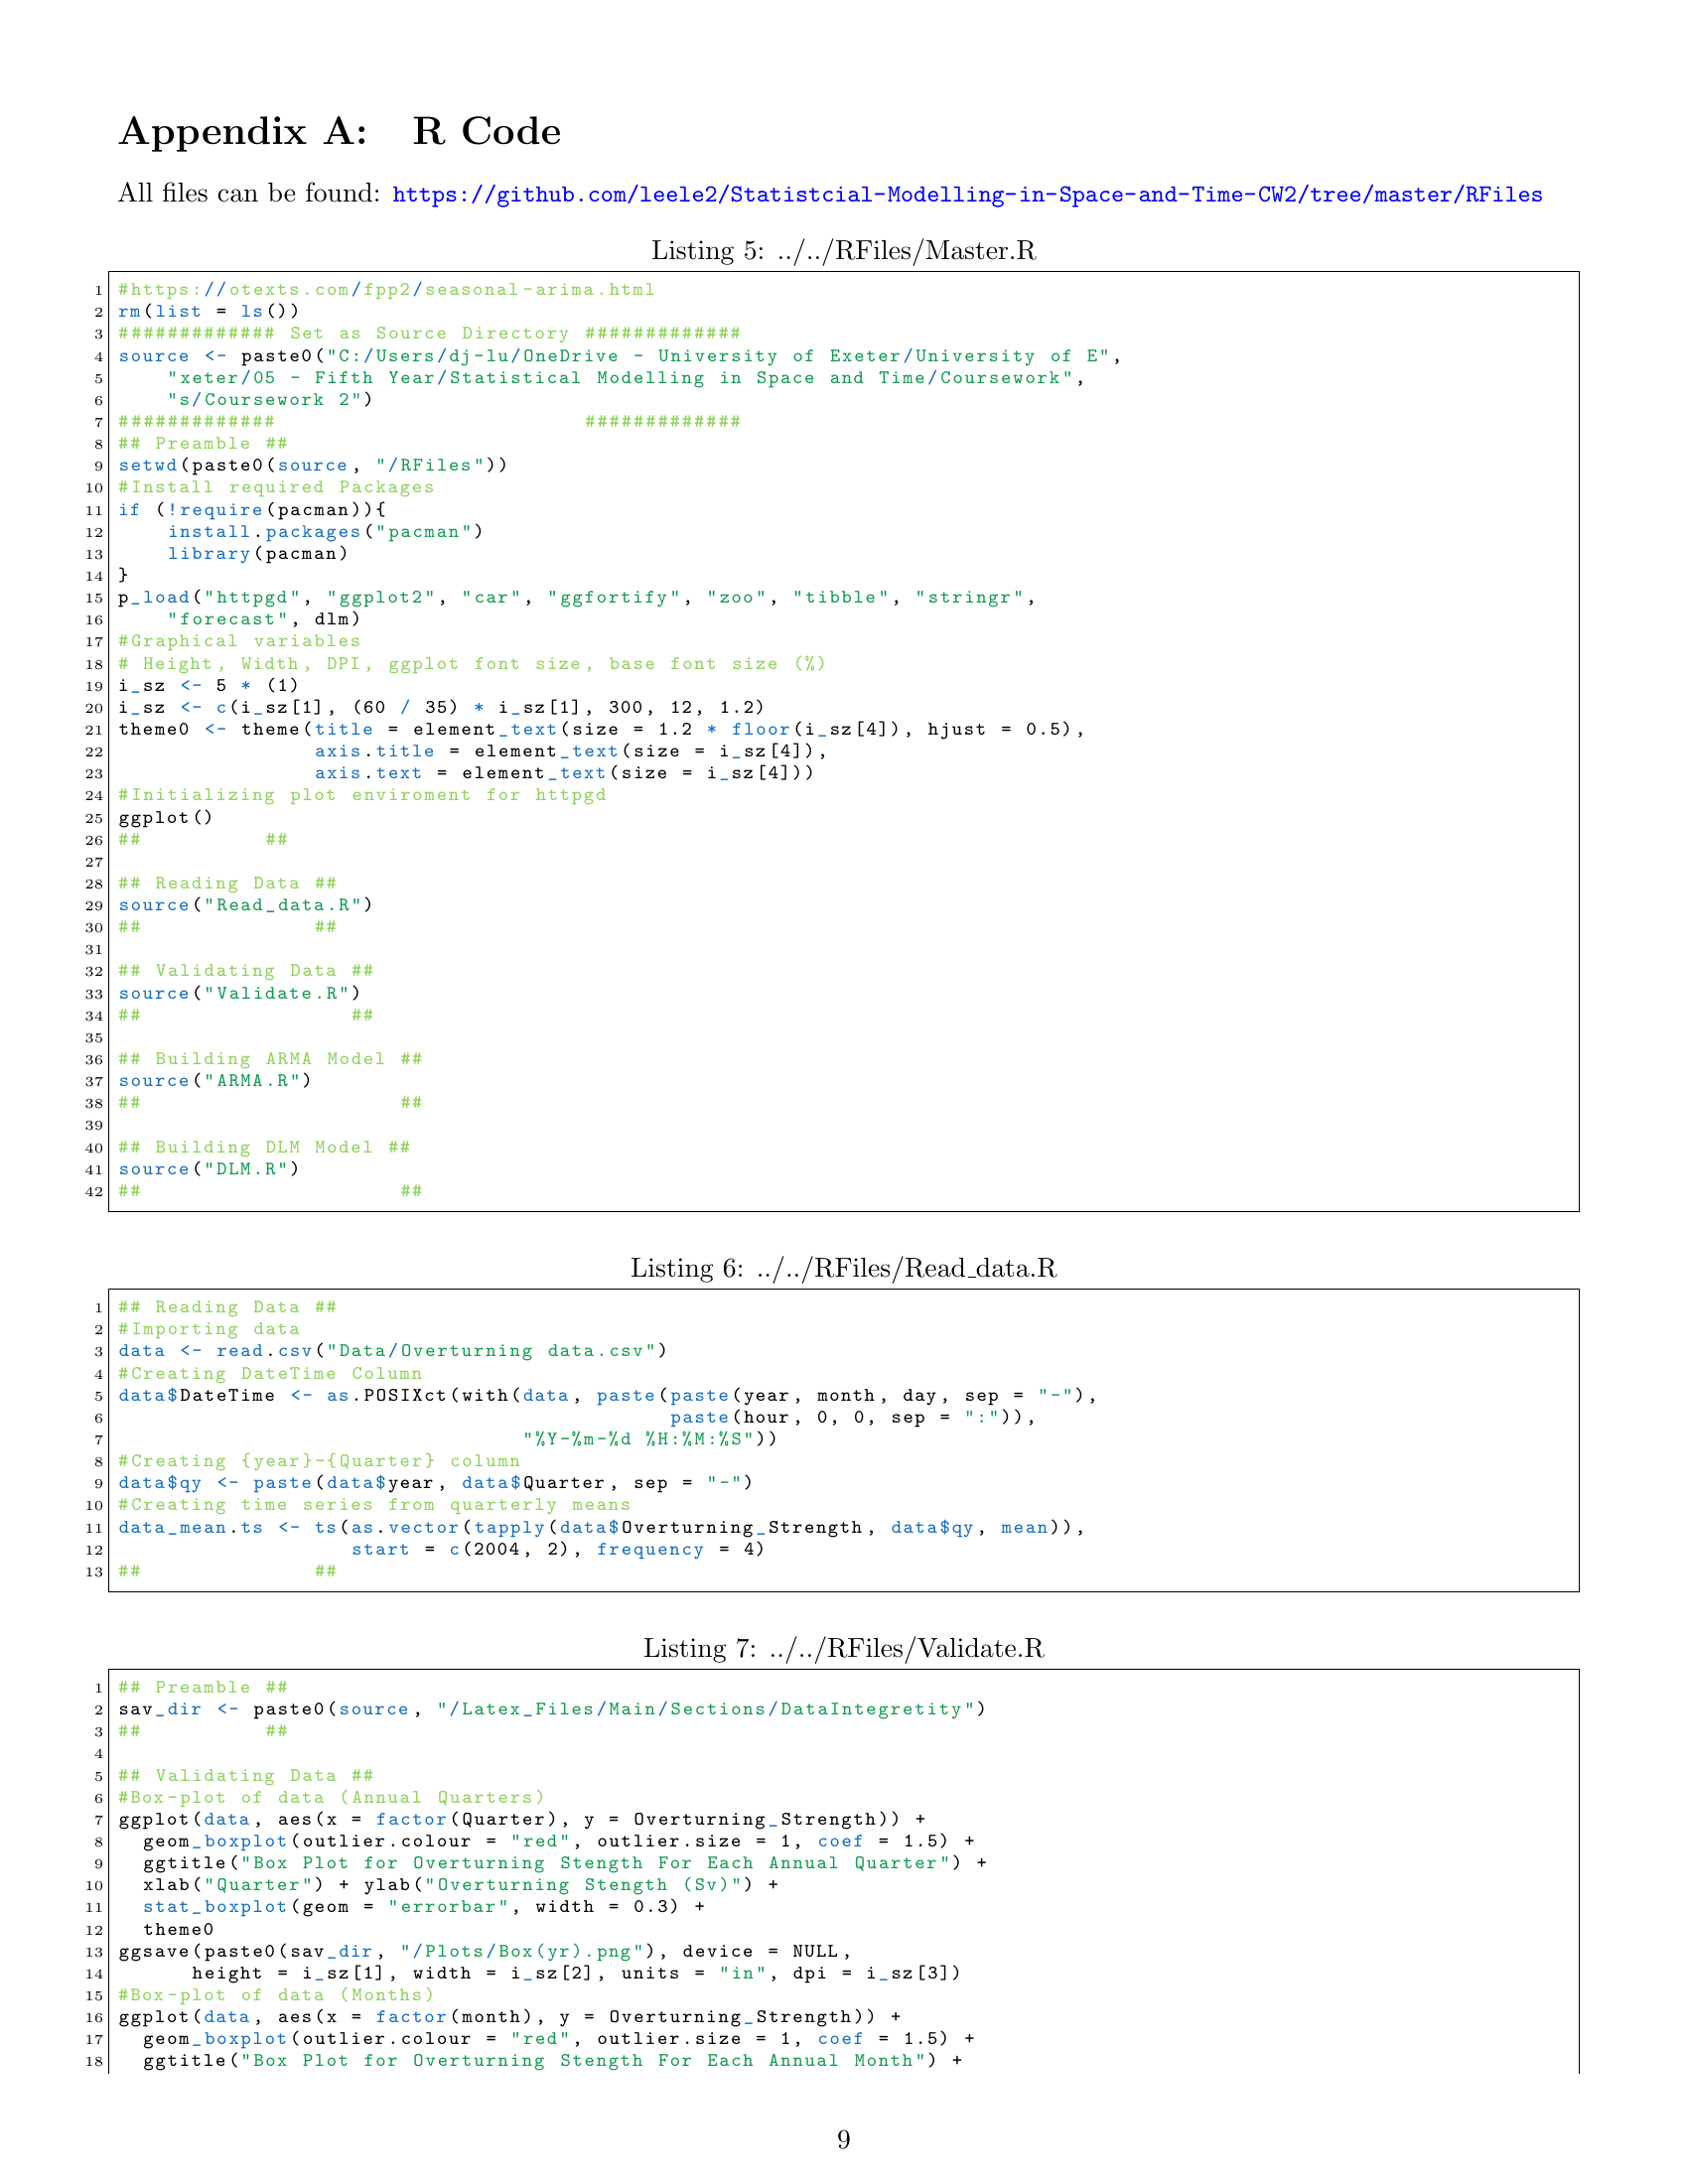 Appendix A: R Code
All files can be found: https://github.com/leele2/Statistcial-Modelling-in-Space-and-Time-CW2/tree/master/RFiles
Listing 5: ../../RFiles/Master.R
1 #https://otexts.com/fpp2/seasonal-arima.html
2 rm(list = ls())
3 ############# Set as Source Directory #############
4 source <- paste0("C:/Users/dj-lu/OneDrive - University of Exeter/University of E",
5     "xeter/05 - Fifth Year/Statistical Modelling in Space and Time/Coursework",
6     "s/Coursework 2")
7 #############                         #############
8 ## Preamble ##
9 setwd(paste0(source, "/RFiles"))
10 #Install required Packages
11 if (!require(pacman)){
12     install.packages("pacman")
13     library(pacman)
14 }
15 p_load("httpgd", "ggplot2", "car", "ggfortify", "zoo", "tibble", "stringr",
16     "forecast", dlm)
17 #Graphical variables
18 # Height, Width, DPI, ggplot font size, base font size (%)
19 i_sz <- 5 * (1)
20 i_sz <- c(i_sz[1], (60 / 35) * i_sz[1], 300, 12, 1.2)
21 theme0 <- theme(title = element_text(size = 1.2 * floor(i_sz[4]), hjust = 0.5),
22                 axis.title = element_text(size = i_sz[4]),
23                 axis.text = element_text(size = i_sz[4]))
24 #Initializing plot enviroment for httpgd
25 ggplot()
26 ##          ##
27
28 ## Reading Data ##
29 source("Read_data.R")
30 ##              ##
31
32 ## Validating Data ##
33 source("Validate.R")
34 ##                 ##
35
36 ## Building ARMA Model ##
37 source("ARMA.R")
38 ##                     ##
39
40 ## Building DLM Model ##
41 source("DLM.R")
42 ##                     ##
Listing 6: ../../RFiles/Read_data.R
1 ## Reading Data ##
2 #Importing data
3 data <- read.csv("Data/Overturning data.csv")
4 #Creating DateTime Column
5 data$DateTime <- as.POSIXct(with(data, paste(paste(year, month, day, sep = "-"),
6                                              paste(hour, 0, 0, sep = ":")),
7                                  "%Y-%m-%d %H:%M:%S"))
8 #Creating {year}-{Quarter} column
9 data$qy <- paste(data$year, data$Quarter, sep = "-")
10 #Creating time series from quarterly means
11 data_mean.ts <- ts(as.vector(tapply(data$Overturning_Strength, data$qy, mean)),
12                    start = c(2004, 2), frequency = 4)
13 ##              ##
Listing 7: ../../RFiles/Validate.R
1 ## Preamble ##
2 sav_dir <- paste0(source, "/Latex_Files/Main/Sections/DataIntegretity")
3 ##          ##
4
5 ## Validating Data ##
6 #Box-plot of data (Annual Quarters)
7 ggplot(data, aes(x = factor(Quarter), y = Overturning_Strength)) +
8   geom_boxplot(outlier.colour = "red", outlier.size = 1, coef = 1.5) +
9   ggtitle("Box Plot for Overturning Stength For Each Annual Quarter") +
10   xlab("Quarter") + ylab("Overturning Stength (Sv)") +
11   stat_boxplot(geom = "errorbar", width = 0.3) +
12   theme0
13 ggsave(paste0(sav_dir, "/Plots/Box(yr).png"), device = NULL,
14       height = i_sz[1], width = i_sz[2], units = "in", dpi = i_sz[3])
15 #Box-plot of data (Months)
16 ggplot(data, aes(x = factor(month), y = Overturning_Strength)) +
17   geom_boxplot(outlier.colour = "red", outlier.size = 1, coef = 1.5) +
18   ggtitle("Box Plot for Overturning Stength For Each Annual Month") +
9